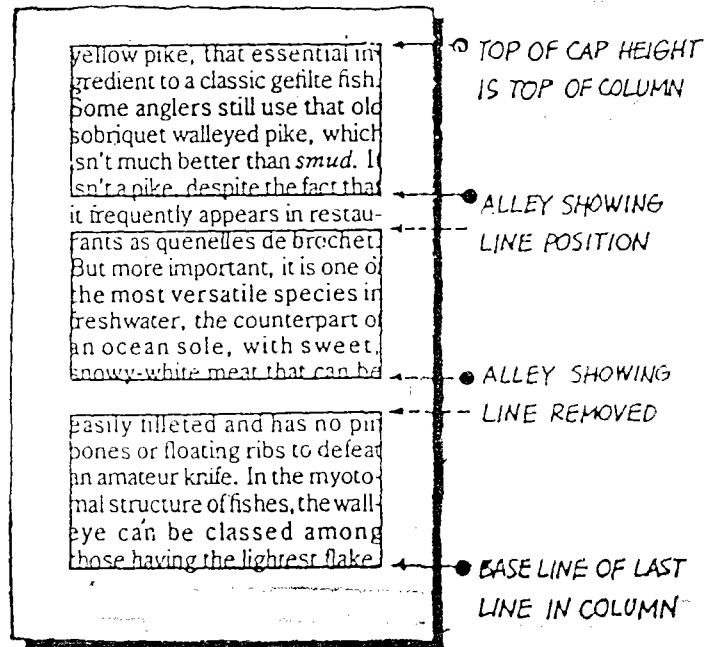 yellow pike, that essential in-
gredient to a classic gefilte fish.
Some anglers still use that old
sobriquet walleyed pike, which
isn't much better than smud. It
isn't a pike, despite the fact that
it frequently appears in restau-
rants as quenelles de brochet.
But more important, it is one of
the most versatile species in
freshwater, the counterpart of
an ocean sole, with sweet,
snowy-white meat that can be
easily filleted and has no pin
bones or floating ribs to defeat
an amateur knife. In the myoto-
mal structure of fishes, the wall-
eye can be classed among
those having the lightest flake.
TOP OF CAP HEIGHT
IS TOP OF COLUMN
ALLEY SHOWING
LINE POSITION
ALLEY SHOWING
LINE REMOVED
BASE LINE OF LAST
LINE IN COLUMN